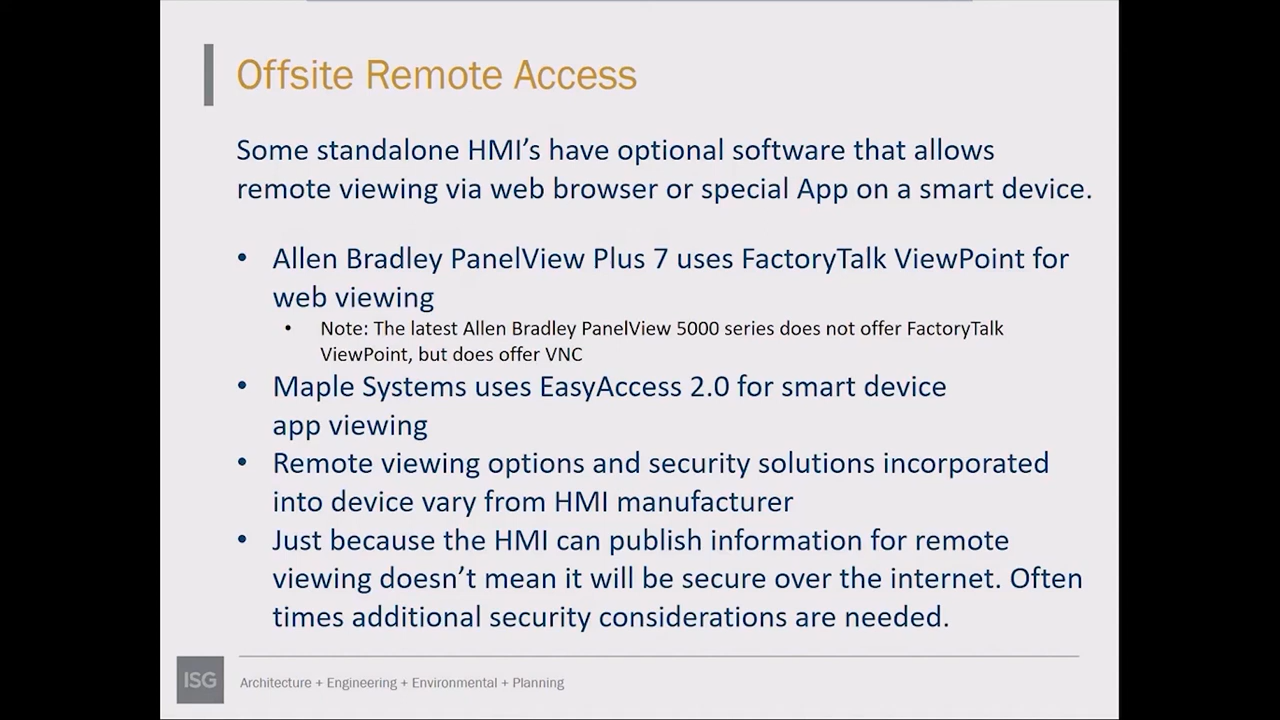 Offsite Remote Access
Some standalone HMI’s have optional software that allows
remote viewing via web browser or special App on a smart device.
• Allen Bradley PanelView Plus 7 uses FactoryTalk ViewPoint for
web viewing
• Note: The latest Allen Bradley PanelView 5000 series does not offer FactoryTalk
ViewPoint, but does offer VNC
• Maple Systems uses EasyAccess 2.0 for smart device
app viewing
• Remote viewing options and security solutions incorporated
into device vary from HMI manufacturer
• Just because the HMI can publish information for remote
viewing doesn’t mean it will be secure over the internet. Often
times additional security considerations are needed.
ISG
Architecture + Engineering + Environmental + Planning